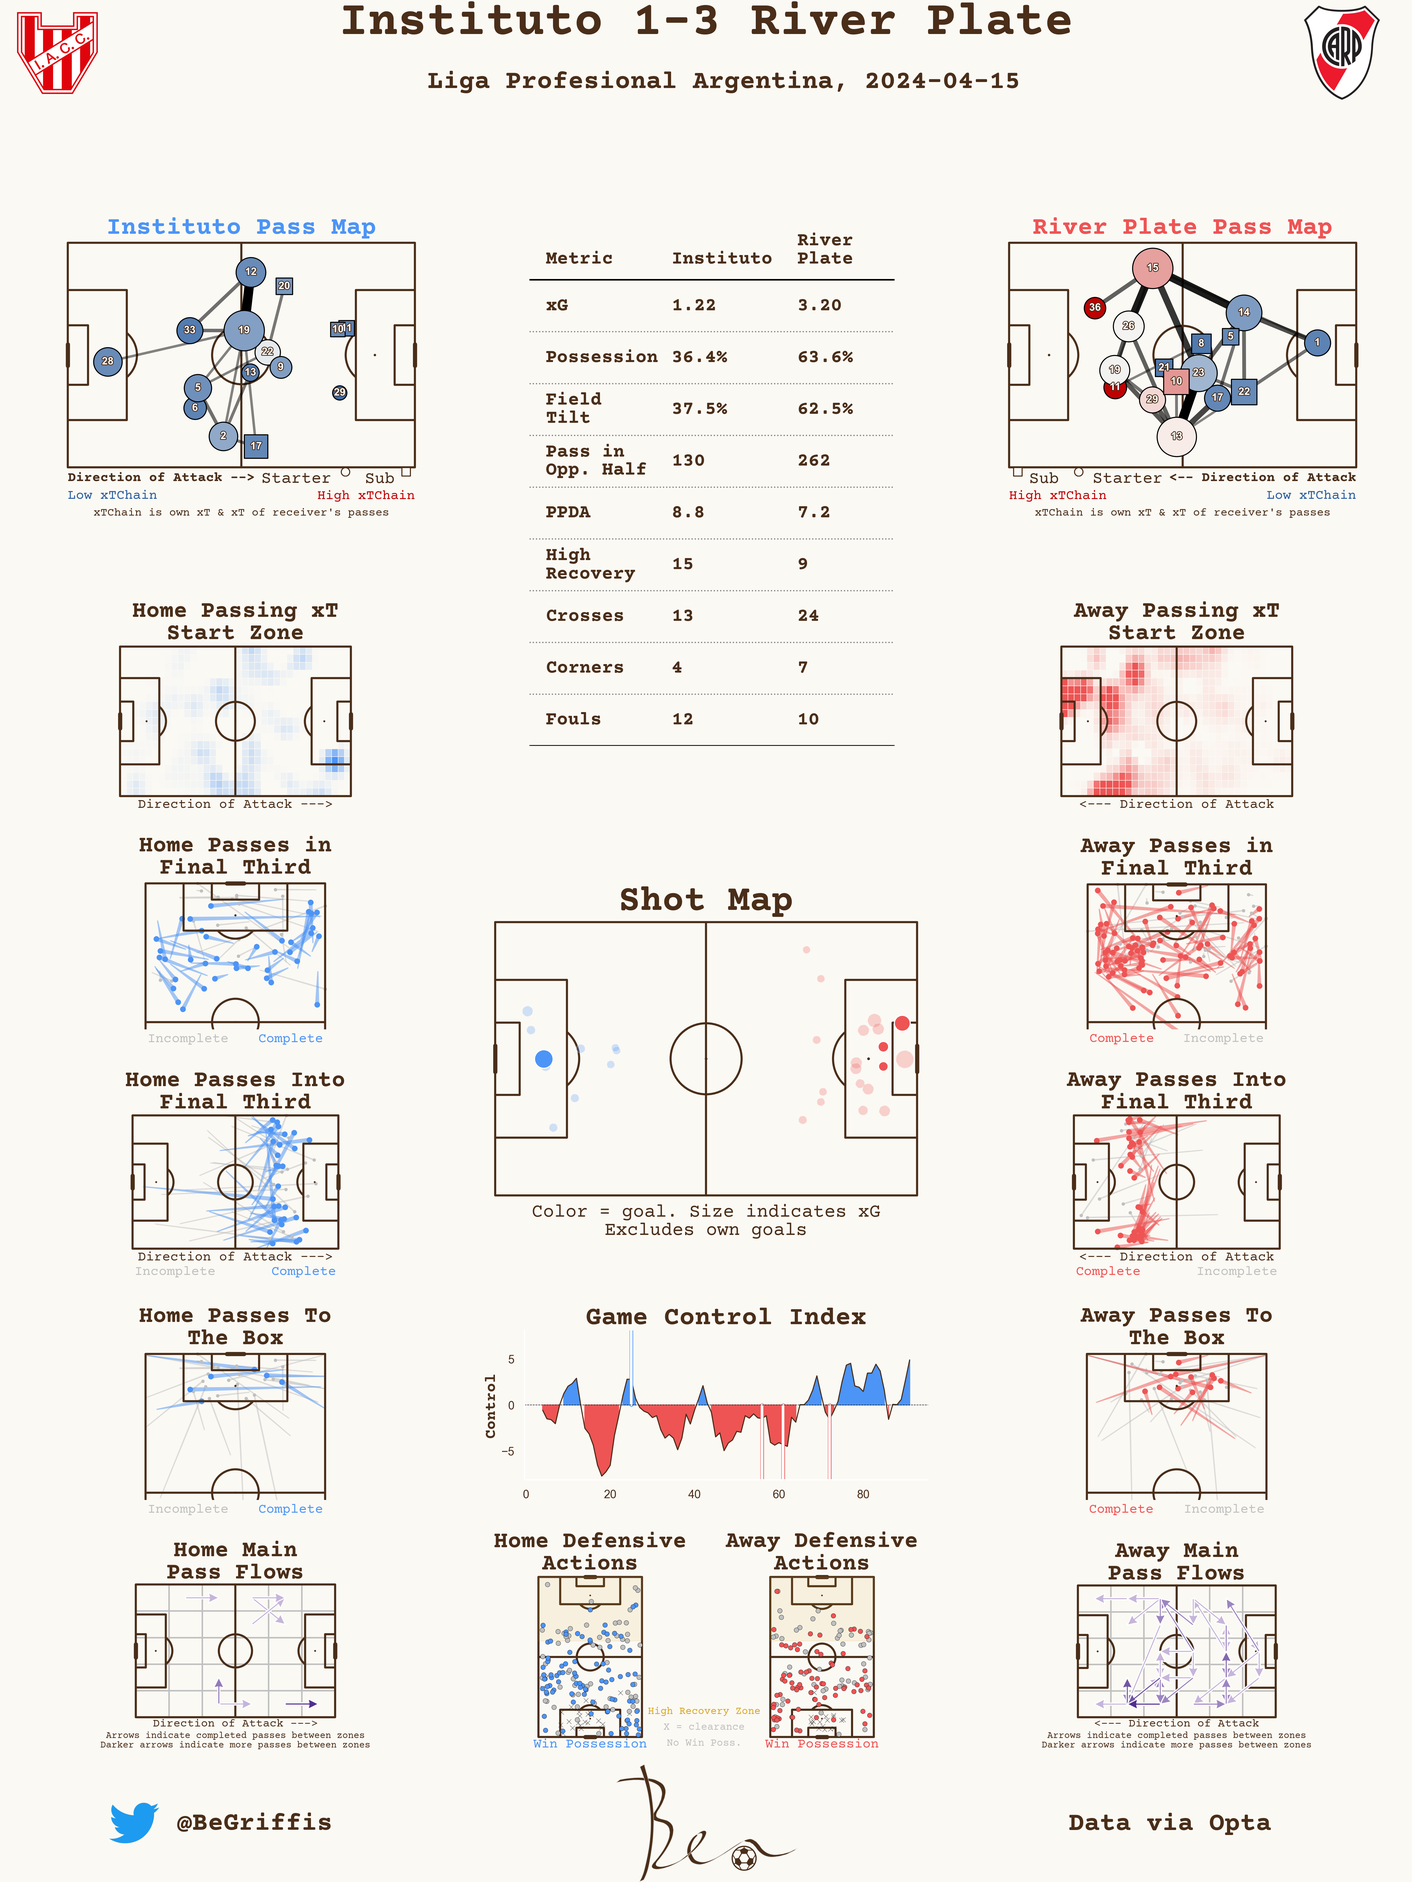 Instituto 1-3 River Plate
Liga Profesional Argentina, 2024-04-15
I.A.C.C.
CARP
Instituto Pass Map
12
20
33
19
10
11
22
28
9
13
5
29
6
2
17
Direction of Attack --> Starter Sub
Low xTChain High xTChain
xTChain is own xT & xT of receiver's passes
Metric Instituto River Plate
xG 1.22 3.20
Possession 36.4% 63.6%
Field Tilt 37.5% 62.5%
Pass in Opp. Half 130 262
PPDA 8.8 7.2
High Recovery 15 9
Crosses 13 24
Corners 4 7
Fouls 12 10
River Plate Pass Map
15
36
14
26
5
8
1
19
21
23
10
11
22
29
17
13
Sub Starter <-- Direction of Attack
High xTChain Low xTChain
xTChain is own xT & xT of receiver's passes
Home Passing xT
Start Zone
Direction of Attack --->
Away Passing xT
Start Zone
<--- Direction of Attack
Home Passes in
Final Third
Incomplete Complete
Away Passes in
Final Third
Complete Incomplete
Shot Map
Color = goal. Size indicates xG
Excludes own goals
Home Passes Into
Final Third
Direction of Attack --->
Incomplete Complete
Away Passes Into
Final Third
<--- Direction of Attack
Complete Incomplete
Game Control Index
Control
5
0
−5
0 20 40 60 80
Home Passes To
The Box
Incomplete Complete
Away Passes To
The Box
Complete Incomplete
Home Main
Pass Flows
Direction of Attack --->
Arrows indicate completed passes between zones
Darker arrows indicate more passes between zones
Home Defensive
Actions
Win Possession
Away Defensive
Actions
Win Possession
High Recovery Zone
X = clearance
No Win Poss.
Away Main
Pass Flows
<--- Direction of Attack
Arrows indicate completed passes between zones
Darker arrows indicate more passes between zones
@BeGriffis
Ben
Data via Opta